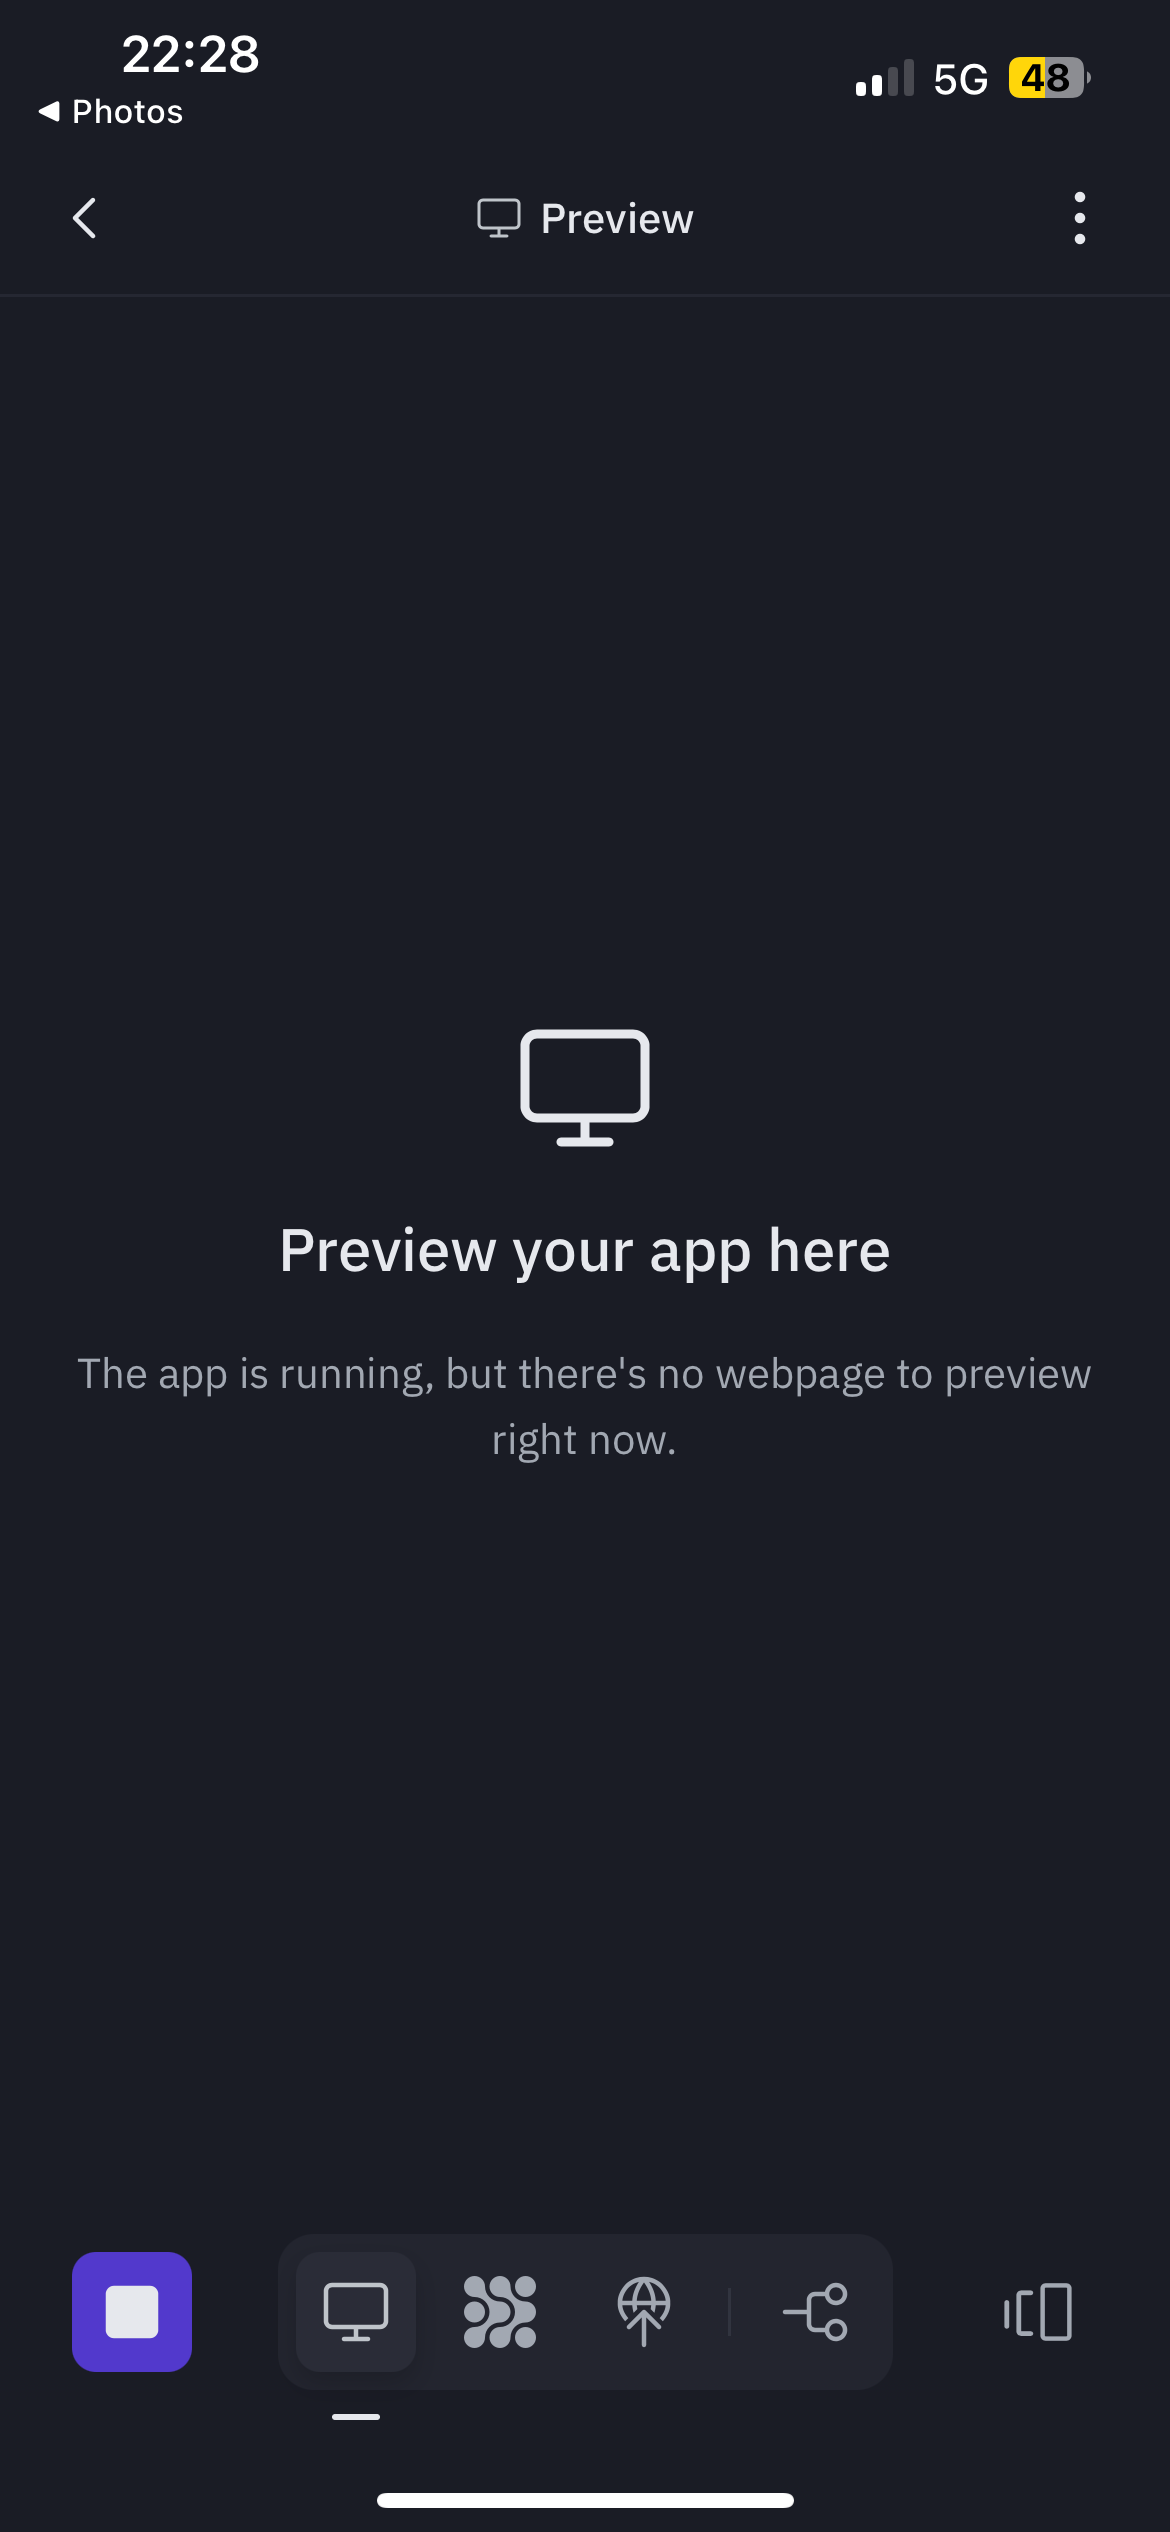 22:28
5G
48
Photos
Preview
Preview your app here
The app is running, but there's no webpage to preview
right now.